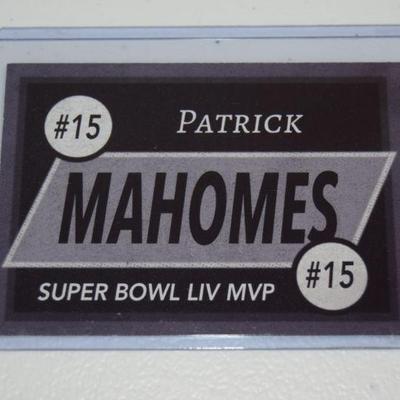 #15
PATRICK
MAHOMES
SUPER BOWL LIV MVP
#15